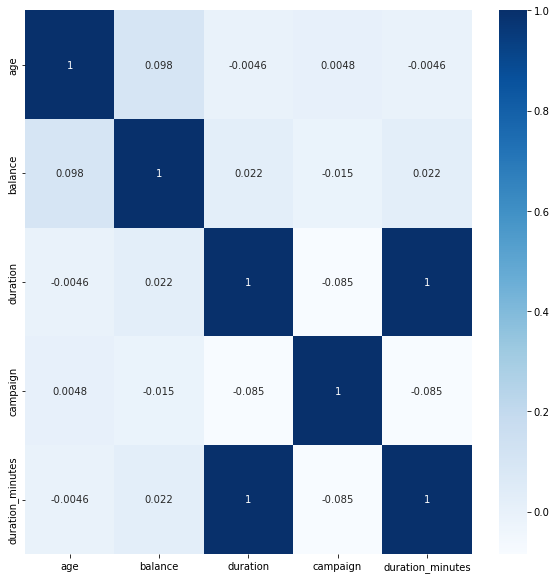 age 1 0.098 -0.0046 0.0048 -0.0046
balance 0.098 1 0.022 -0.015 0.022
duration -0.0046 0.022 1 -0.085 1
campaign 0.0048 -0.015 -0.085 1 -0.085
duration_minutes -0.0046 0.022 1 -0.085 1
age balance duration campaign duration_minutes
1.0
0.8
0.6
0.4
0.2
0.0